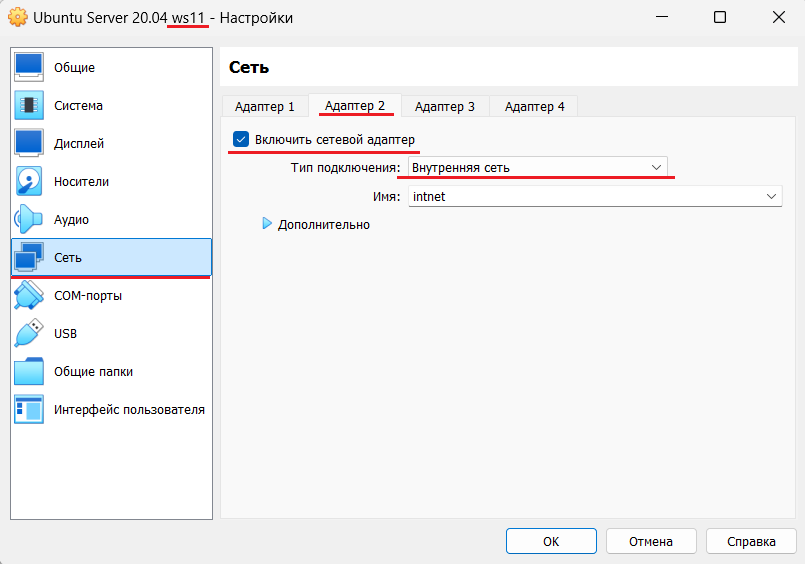 Ubuntu Server 20.04 ws11 - Настройки
Общие
Система
Дисплей
Носители
Аудио
Сеть
COM-порты
USB
Общие папки
Интерфейс пользователя
Сеть
Адаптер 1 Адаптер 2 Адаптер 3 Адаптер 4
Включить сетевой адаптер
Тип подключения: Внутренняя сеть
Имя: intnet
Дополнительно
ОК Отмена Справка